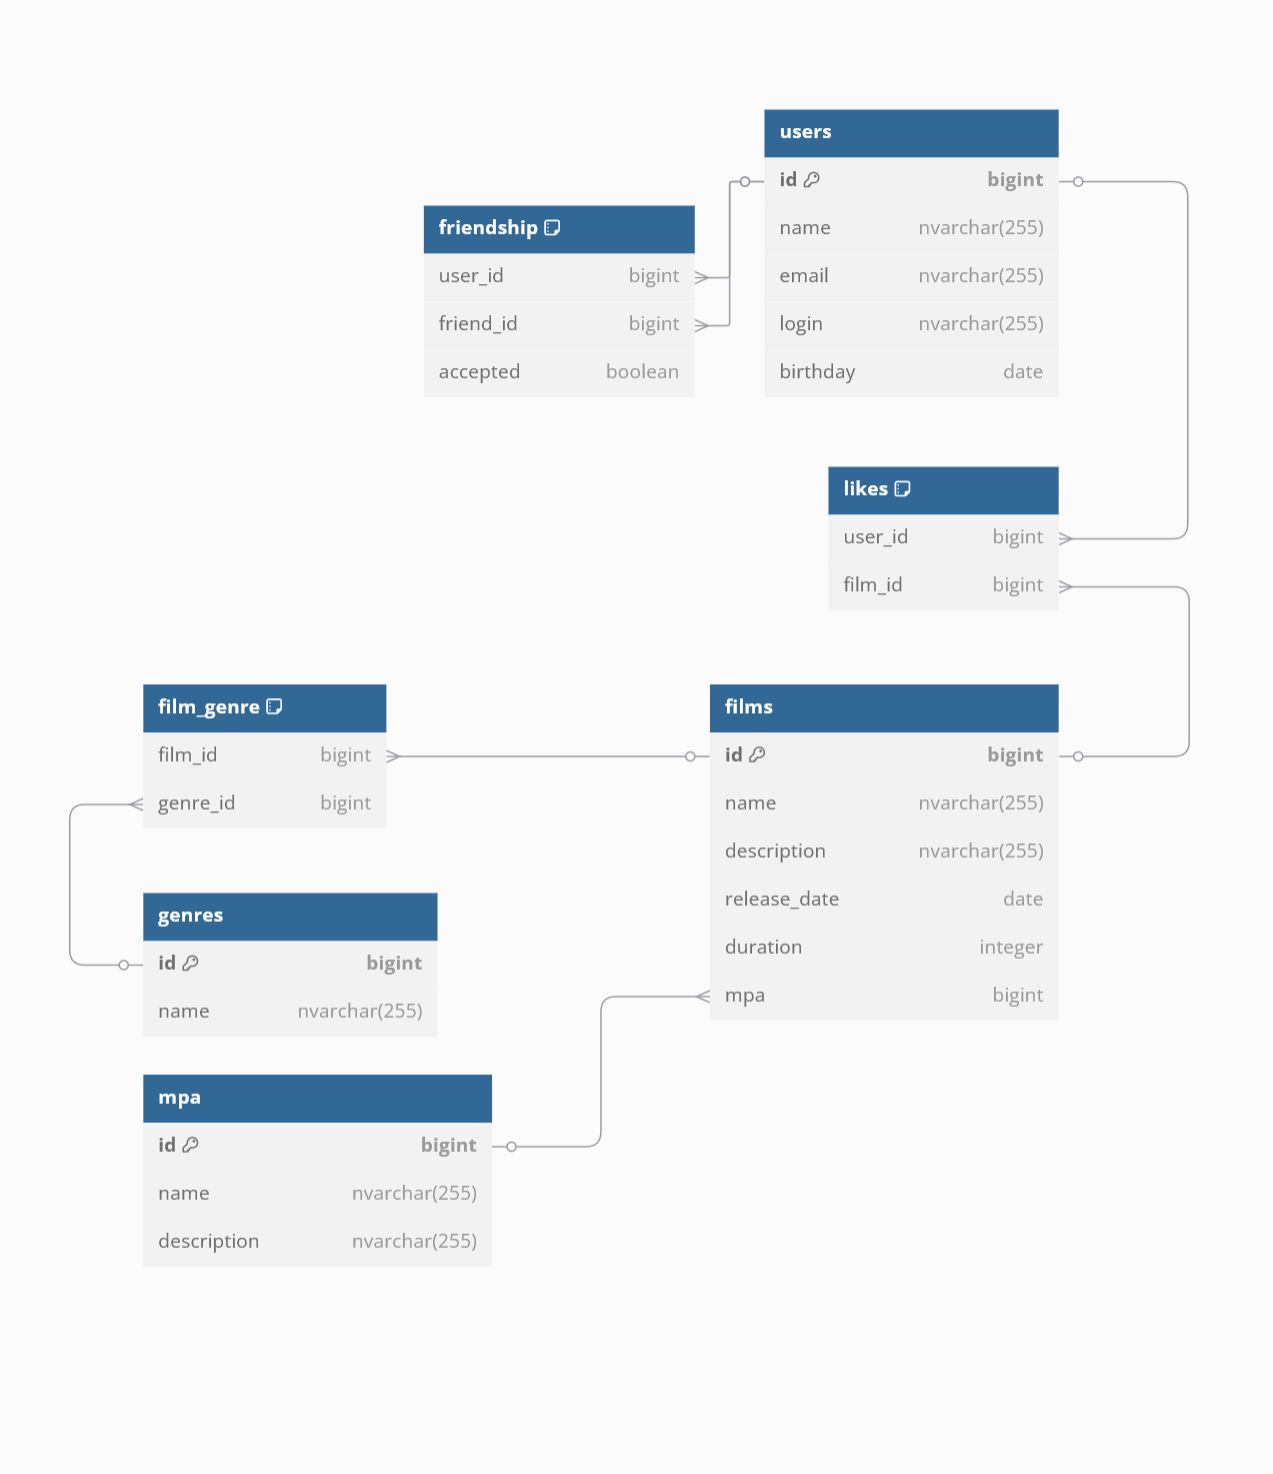 users
id bigint
name nvarchar(255)
email nvarchar(255)
login nvarchar(255)
birthday date
friendship
user_id bigint
friend_id bigint
accepted boolean
likes
user_id bigint
film_id bigint
film_genre
film_id bigint
genre_id bigint
films
id bigint
name nvarchar(255)
description nvarchar(255)
release_date date
duration integer
mpa bigint
genres
id bigint
name nvarchar(255)
mpa
id bigint
name nvarchar(255)
description nvarchar(255)